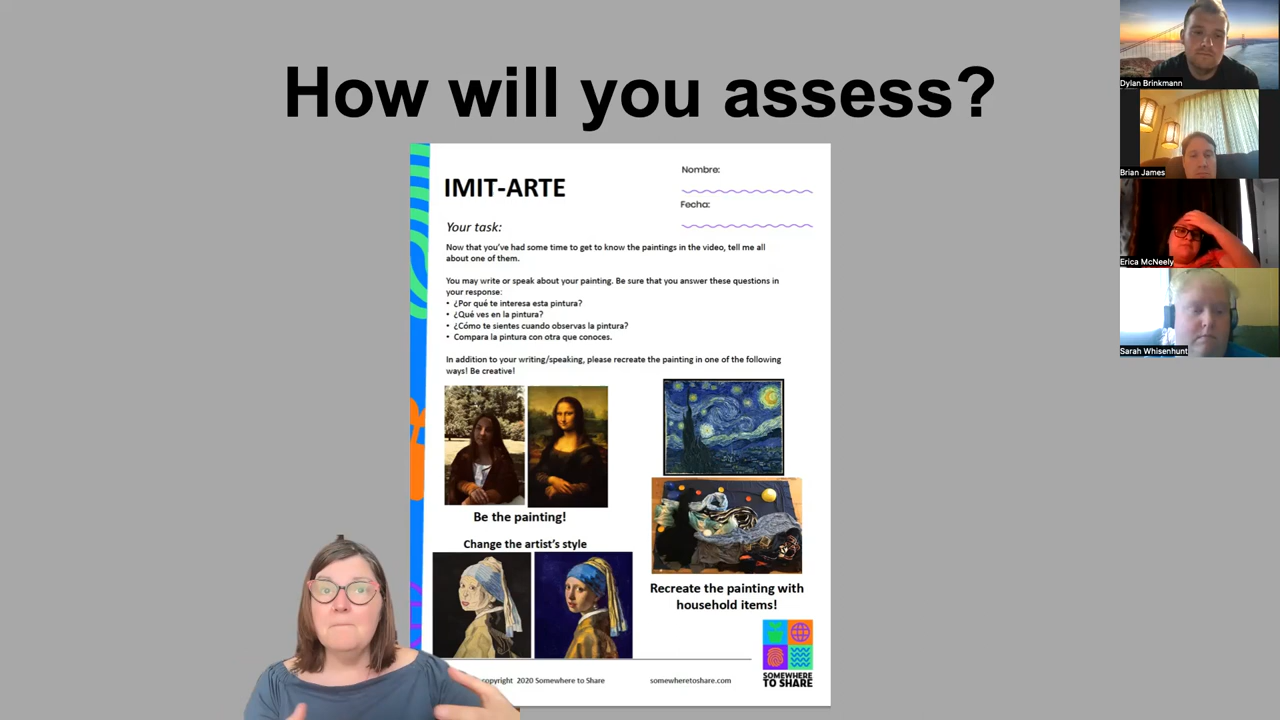 How will you assess?
IMIT-ARTE
Nombre:
Fecha:
Your task:
Now that you've had some time to get to know the paintings in the video, tell me all
about one of them.
You may write or speak about your painting. Be sure that you answer these questions in
your response:
• ¿Por qué te interesa esta pintura?
• ¿Qué ves en la pintura?
• ¿Cómo te sientes cuando observas la pintura?
• Compara la pintura con otra que conoces.
In addition to your writing/speaking, please recreate the painting in one of the following
ways! Be creative!
Be the painting!
Change the artist's style
Recreate the painting with
household items!
copyright 2020 Somewhere to Share
somewheretoshare.com
SOMEWHERE
TO SHARE
Dylan Brinkmann
Brian James
Erica McNeely
Sarah Whisenhunt